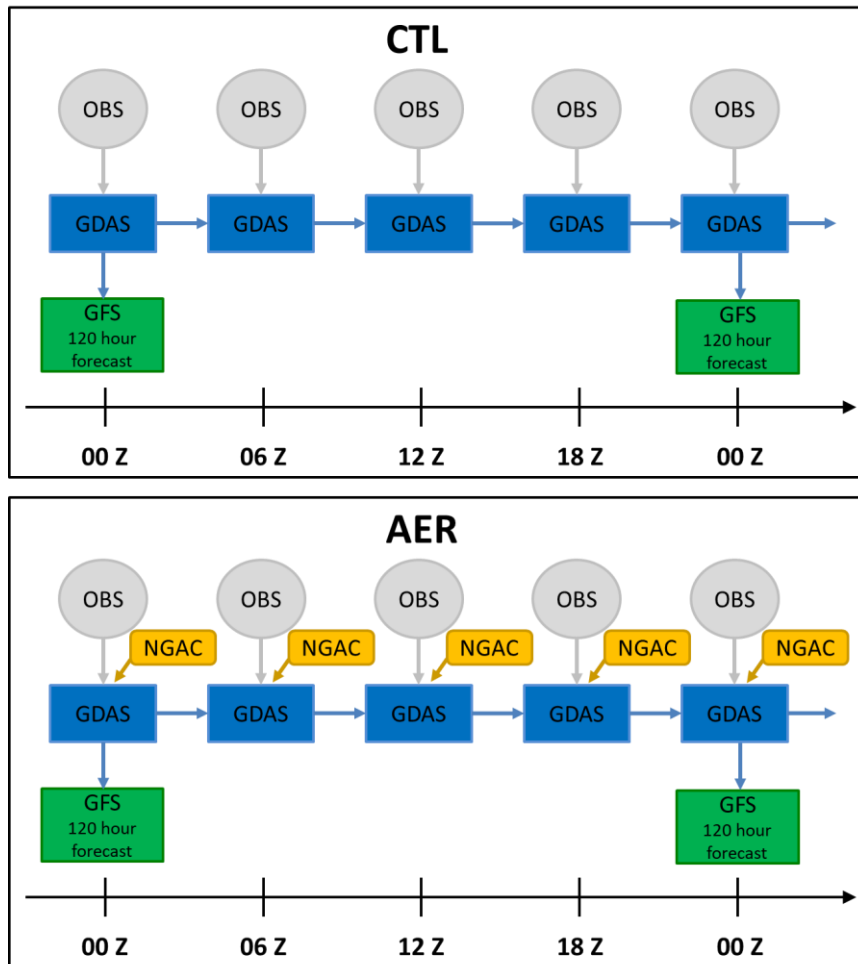 CTL
OBS OBS OBS OBS OBS
GDAS GDAS GDAS GDAS GDAS
GFS GFS
120 hour 120 hour
forecast forecast
00 Z 06 Z 12 Z 18 Z 00 Z
AER
OBS OBS OBS OBS OBS
NGAC NGAC NGAC NGAC NGAC
GDAS GDAS GDAS GDAS GDAS
GFS GFS
120 hour 120 hour
forecast forecast
00 Z 06 Z 12 Z 18 Z 00 Z